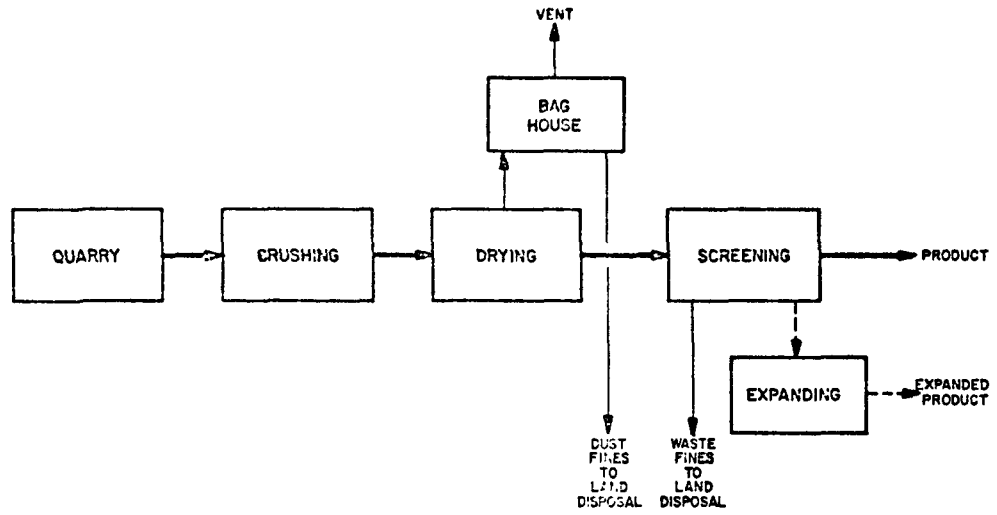 VENT
BAG
HOUSE
QUARRY
CRUSHING
DRYING
SCREENING
PRODUCT
EXPANDING
EXPANDED
PRODUCT
DUST
FINES
TO
LAND
DISPOSAL
WASTE
FINES
TO
LAND
DISPOSAL